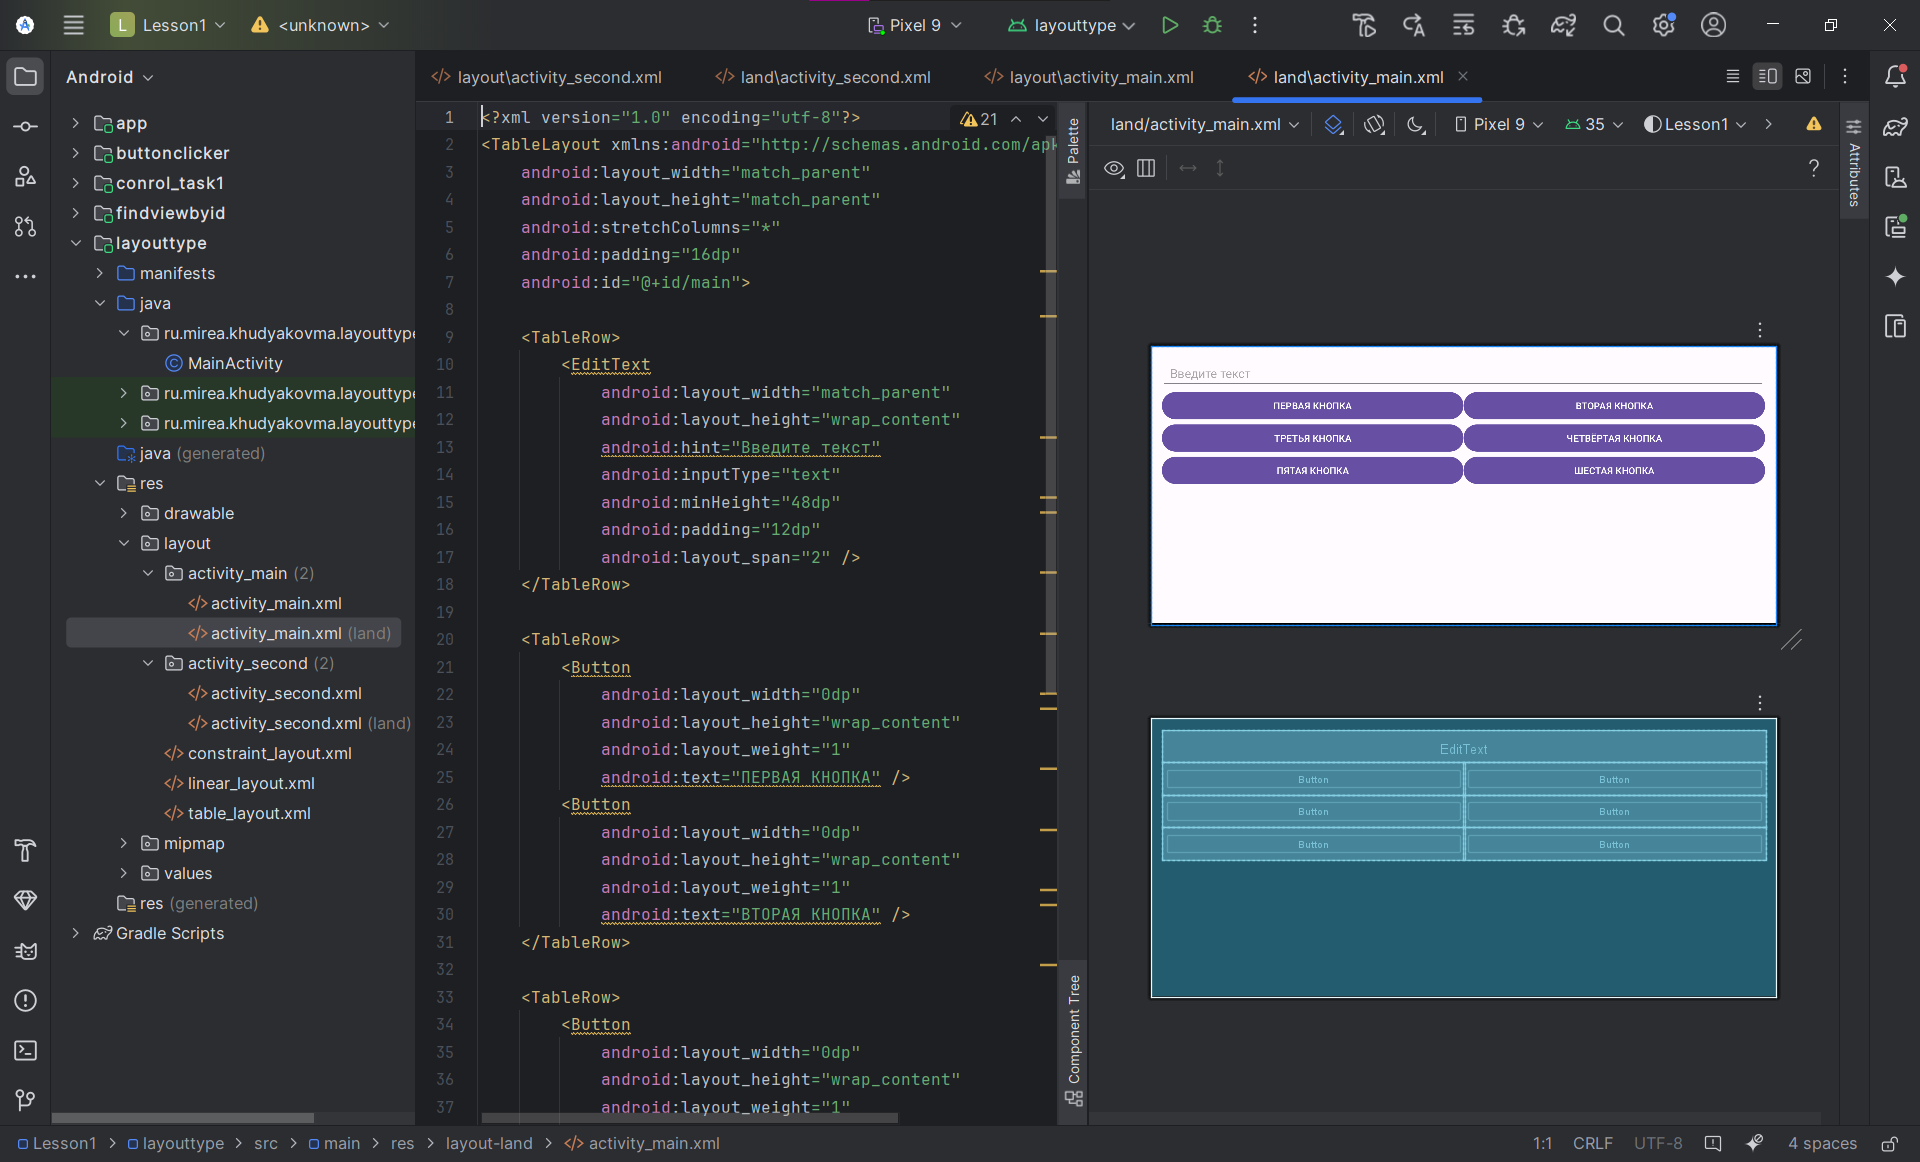 L Lesson1 <unknown> Pixel 9 layouttype
Android
app
buttonclicker
conrol_task1
findviewbyid
layouttype
manifests
java
ru.mirea.khudyakovma.layouttype
MainActivity
ru.mirea.khudyakovma.layouttype
ru.mirea.khudyakovma.layouttype
java (generated)
res
drawable
layout
activity_main (2)
activity_main.xml
activity_main.xml (land)
activity_second (2)
activity_second.xml
activity_second.xml (land)
constraint_layout.xml
linear_layout.xml
table_layout.xml
mipmap
values
res (generated)
Gradle Scripts
layout\activity_second.xml land\activity_second.xml layout\activity_main.xml land\activity_main.xml
21
1 <?xml version="1.0" encoding="utf-8"?>
2 <TableLayout xmlns:android="http://schemas.android.com/apk
3 android:layout_width="match_parent"
4 android:layout_height="match_parent"
5 android:stretchColumns="*"
6 android:padding="16dp"
7 android:id="@+id/main">
8
9 <TableRow>
10 <EditText
11 android:layout_width="match_parent"
12 android:layout_height="wrap_content"
13 android:hint="Введите текст"
14 android:inputType="text"
15 android:minHeight="48dp"
16 android:padding="12dp"
17 android:layout_span="2" />
18 </TableRow>
19
20 <TableRow>
21 <Button
22 android:layout_width="0dp"
23 android:layout_height="wrap_content"
24 android:layout_weight="1"
25 android:text="ПЕРВАЯ КНОПКА" />
26 <Button
27 android:layout_width="0dp"
28 android:layout_height="wrap_content"
29 android:layout_weight="1"
30 android:text="ВТОРАЯ КНОПКА" />
31 </TableRow>
32
33 <TableRow>
34 <Button
35 android:layout_width="0dp"
36 android:layout_height="wrap_content"
37 android:layout_weight="1"
Palette
Component Tree
land/activity_main.xml Pixel 9 35 Lesson1
?
Attributes
Введите текст
ПЕРВАЯ КНОПКА ВТОРАЯ КНОПКА
ТРЕТЬЯ КНОПКА ЧЕТВЁРТАЯ КНОПКА
ПЯТАЯ КНОПКА ШЕСТАЯ КНОПКА
EditText
Button Button
Button Button
Button Button
Lesson1 > layouttype > src > main > res > layout-land > activity_main.xml
1:1 CRLF UTF-8 4 spaces